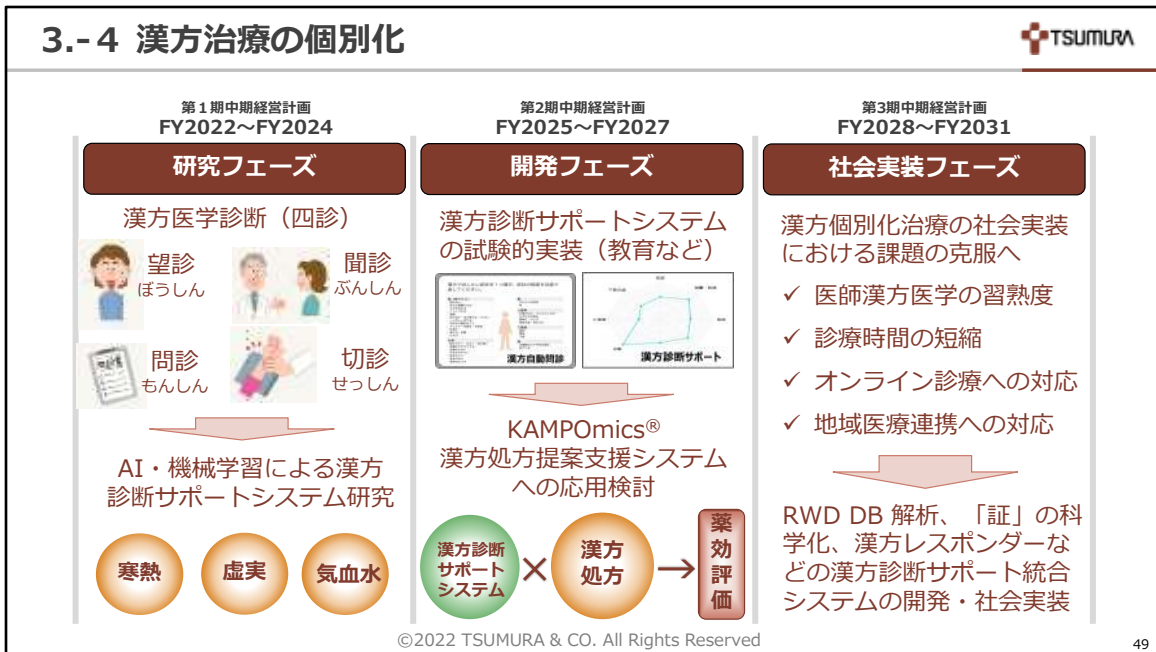 3.-４ 漢方治療の個別化
TSUMURA
第１期中期経営計画
FY2022～FY2024
研究フェーズ
漢方医学診断（四診）
望診
ぼうしん
聞診
ぶんしん
問診
もんしん
切診
せっしん
AI・機械学習による漢方
診断サポートシステム研究
寒熱
虚実
気血水
第2期中期経営計画
FY2025～FY2027
開発フェーズ
漢方診断サポートシステム
の試験的実装（教育など）
漢方自動問診
漢方診断サポート
KAMPOmics®
漢方処方提案支援システム
への応用検討
漢方診断
サポート
システム
×
漢方
処方
→
薬効評価
第3期中期経営計画
FY2028～FY2031
社会実装フェーズ
漢方個別化治療の社会実装
における課題の克服へ
✓ 医師漢方医学の習熟度
✓ 診療時間の短縮
✓ オンライン診療への対応
✓ 地域医療連携への対応
RWD DB 解析、「証」の科
学化、漢方レスポンダーな
どの漢方診断サポート統合
システムの開発・社会実装
©2022 TSUMURA & CO. All Rights Reserved
49